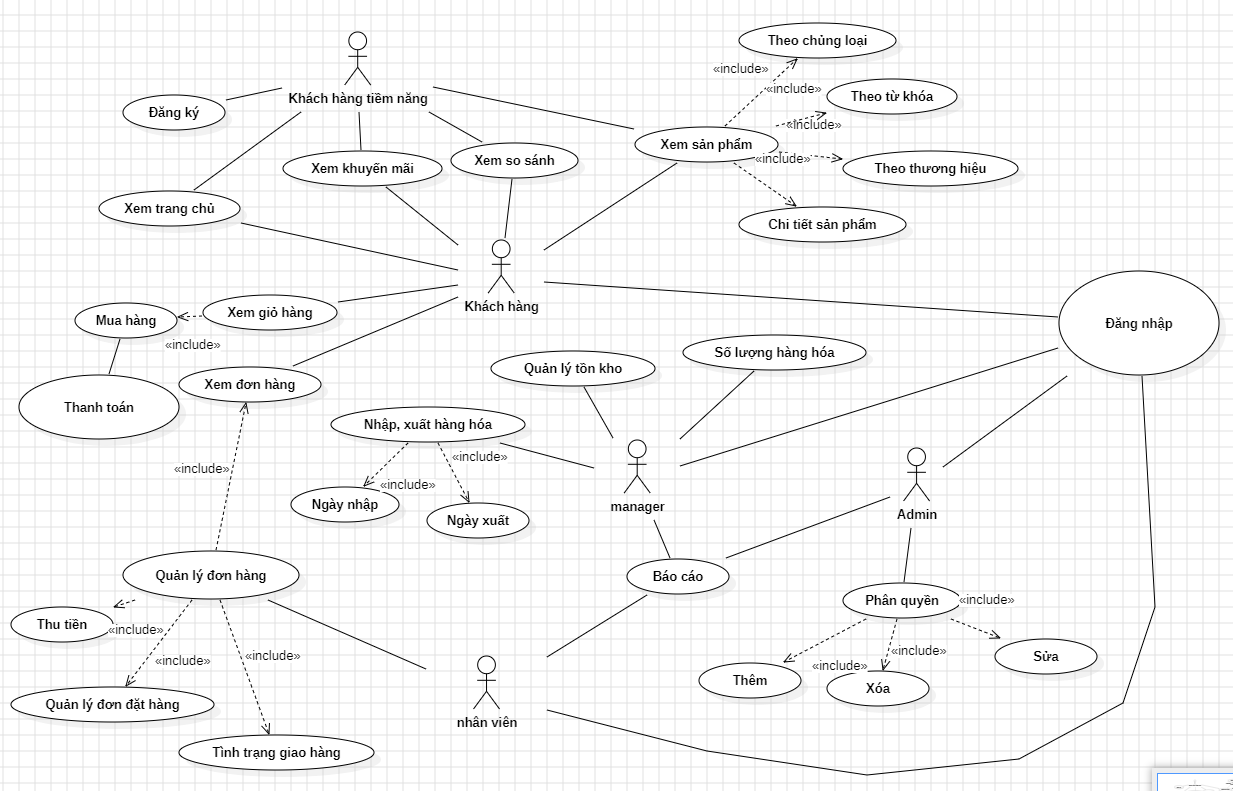 Theo chủng loại
«include»
«include»
Theo từ khóa
Khách hàng tiềm năng
Đăng ký
«include»
Xem sản phẩm
«include»
Xem khuyến mãi
Xem so sánh
Theo thương hiệu
Xem trang chủ
Chi tiết sản phẩm
Khách hàng
Mua hàng
Xem giỏ hàng
«include»
Đăng nhập
Số lượng hàng hóa
Quản lý tồn kho
Xem đơn hàng
Thanh toán
Nhập, xuất hàng hóa
«include»
«include»
«include»
Ngày nhập
Ngày xuất
manager
Admin
Quản lý đơn hàng
Báo cáo
Phân quyền
«include»
Thu tiền
«include»
«include»
«include»
«include»
«include»
Sửa
Thêm
Xóa
Quản lý đơn đặt hàng
nhân viên
Tình trạng giao hàng